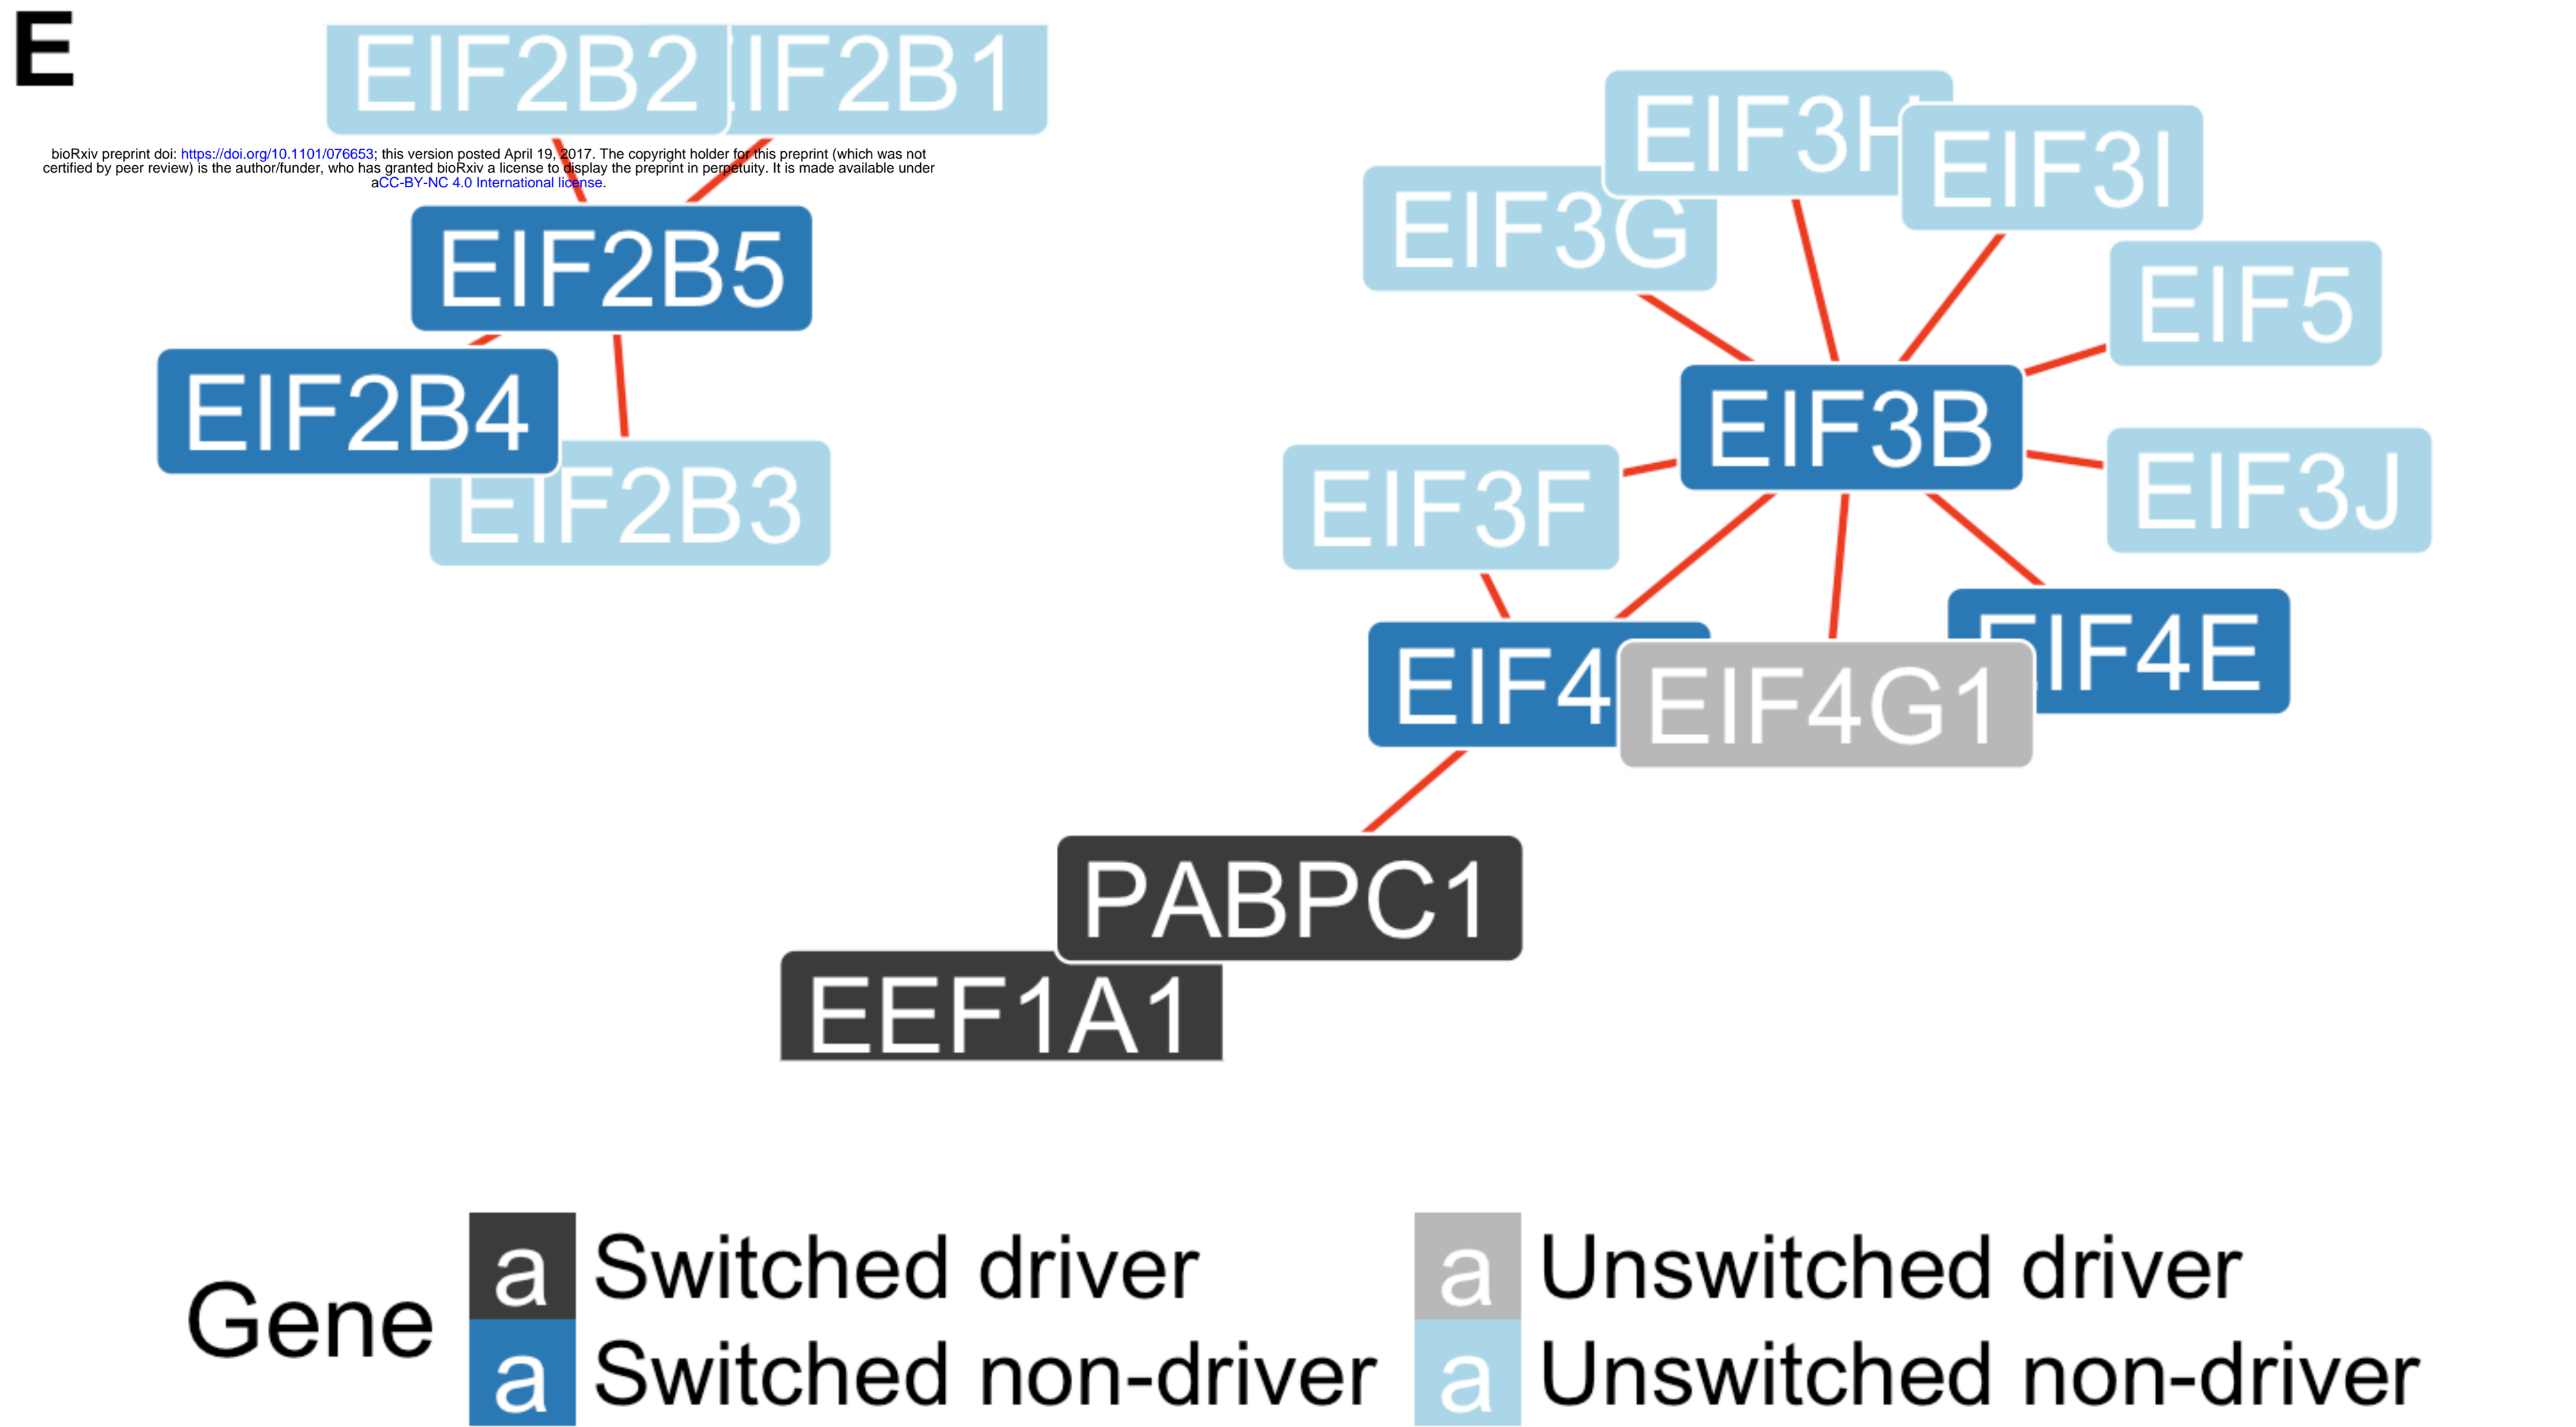 E
EIF2B2
IF2B1
bioRxiv preprint doi: https://doi.org/10.1101/076653; this version posted April 19, 2017. The copyright holder for this preprint (which was not
certified by peer review) is the author/funder, who has granted bioRxiv a license to display the preprint in perpetuity. It is made available under
aCC-BY-NC 4.0 International license.
EIF3H
EIF3I
EIF3G
EIF2B5
EIF5
EIF2B4
EIF3B
EIF2B3
EIF3F
EIF3J
EIF4
EIF4G1
EIF4E
PABPC1
EEF1A1
Gene
a Switched driver
a Unswitched driver
a Switched non-driver
a Unswitched non-driver